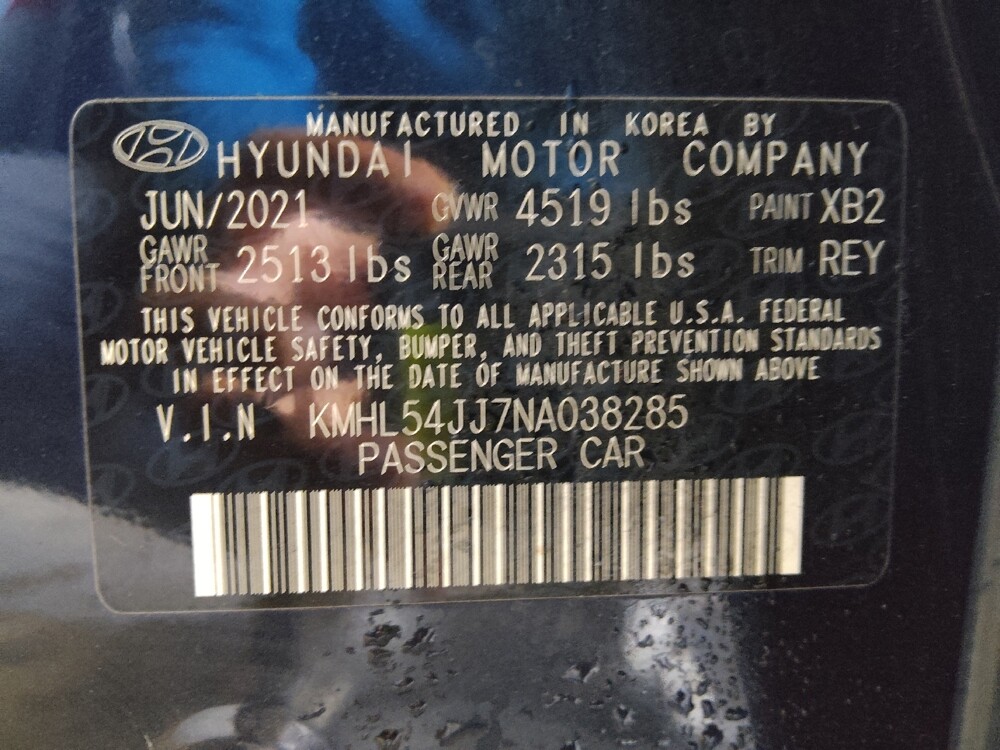 MANUFACTURED IN KOREA BY
HYUNDAI MOTOR COMPANY
JUN/2021 GVWR 4519 lbs PAINT XB2
GAWR FRONT 2513 lbs GAWR REAR 2315 lbs TRIM REY
THIS VEHICLE CONFORMS TO ALL APPLICABLE U.S.A. FEDERAL
MOTOR VEHICLE SAFETY, BUMPER, AND THEFT PREVENTION STANDARDS
IN EFFECT ON THE DATE OF MANUFACTURE SHOWN ABOVE
V.I.N KMHL54JJ7NA038285
PASSENGER CAR